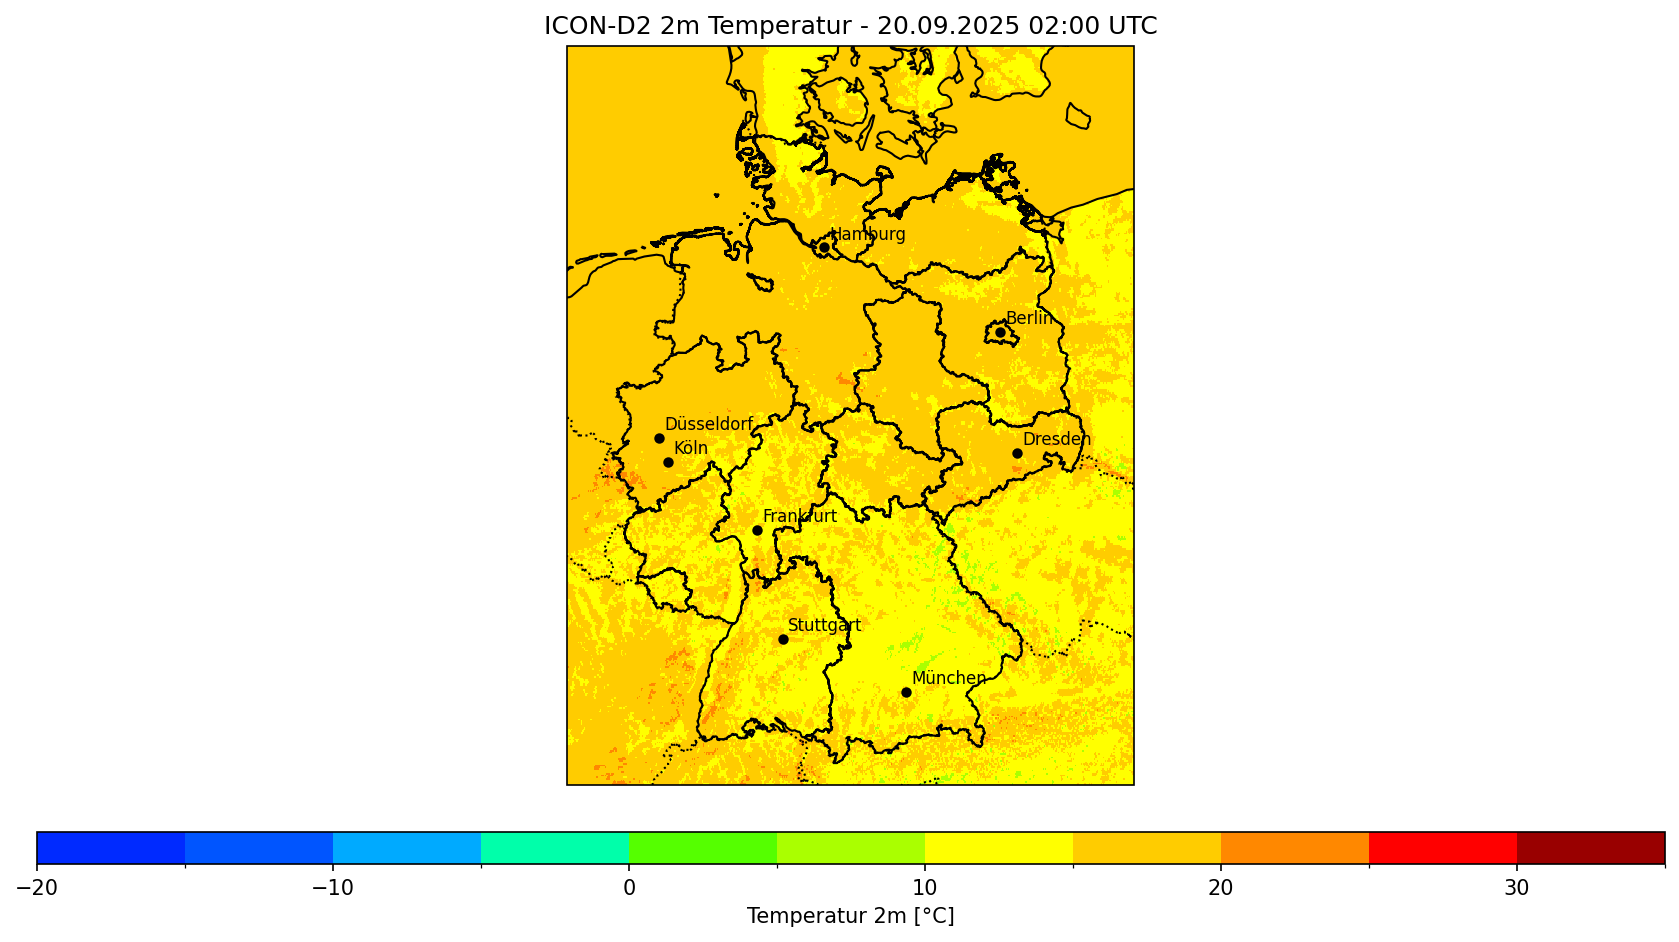 ICON-D2 2m Temperatur - 20.09.2025 02:00 UTC
Hamburg
Berlin
Düsseldorf
Köln
Dresden
Frankfurt
Stuttgart
München
−20 −10 0 10 20 30
Temperatur 2m [°C]